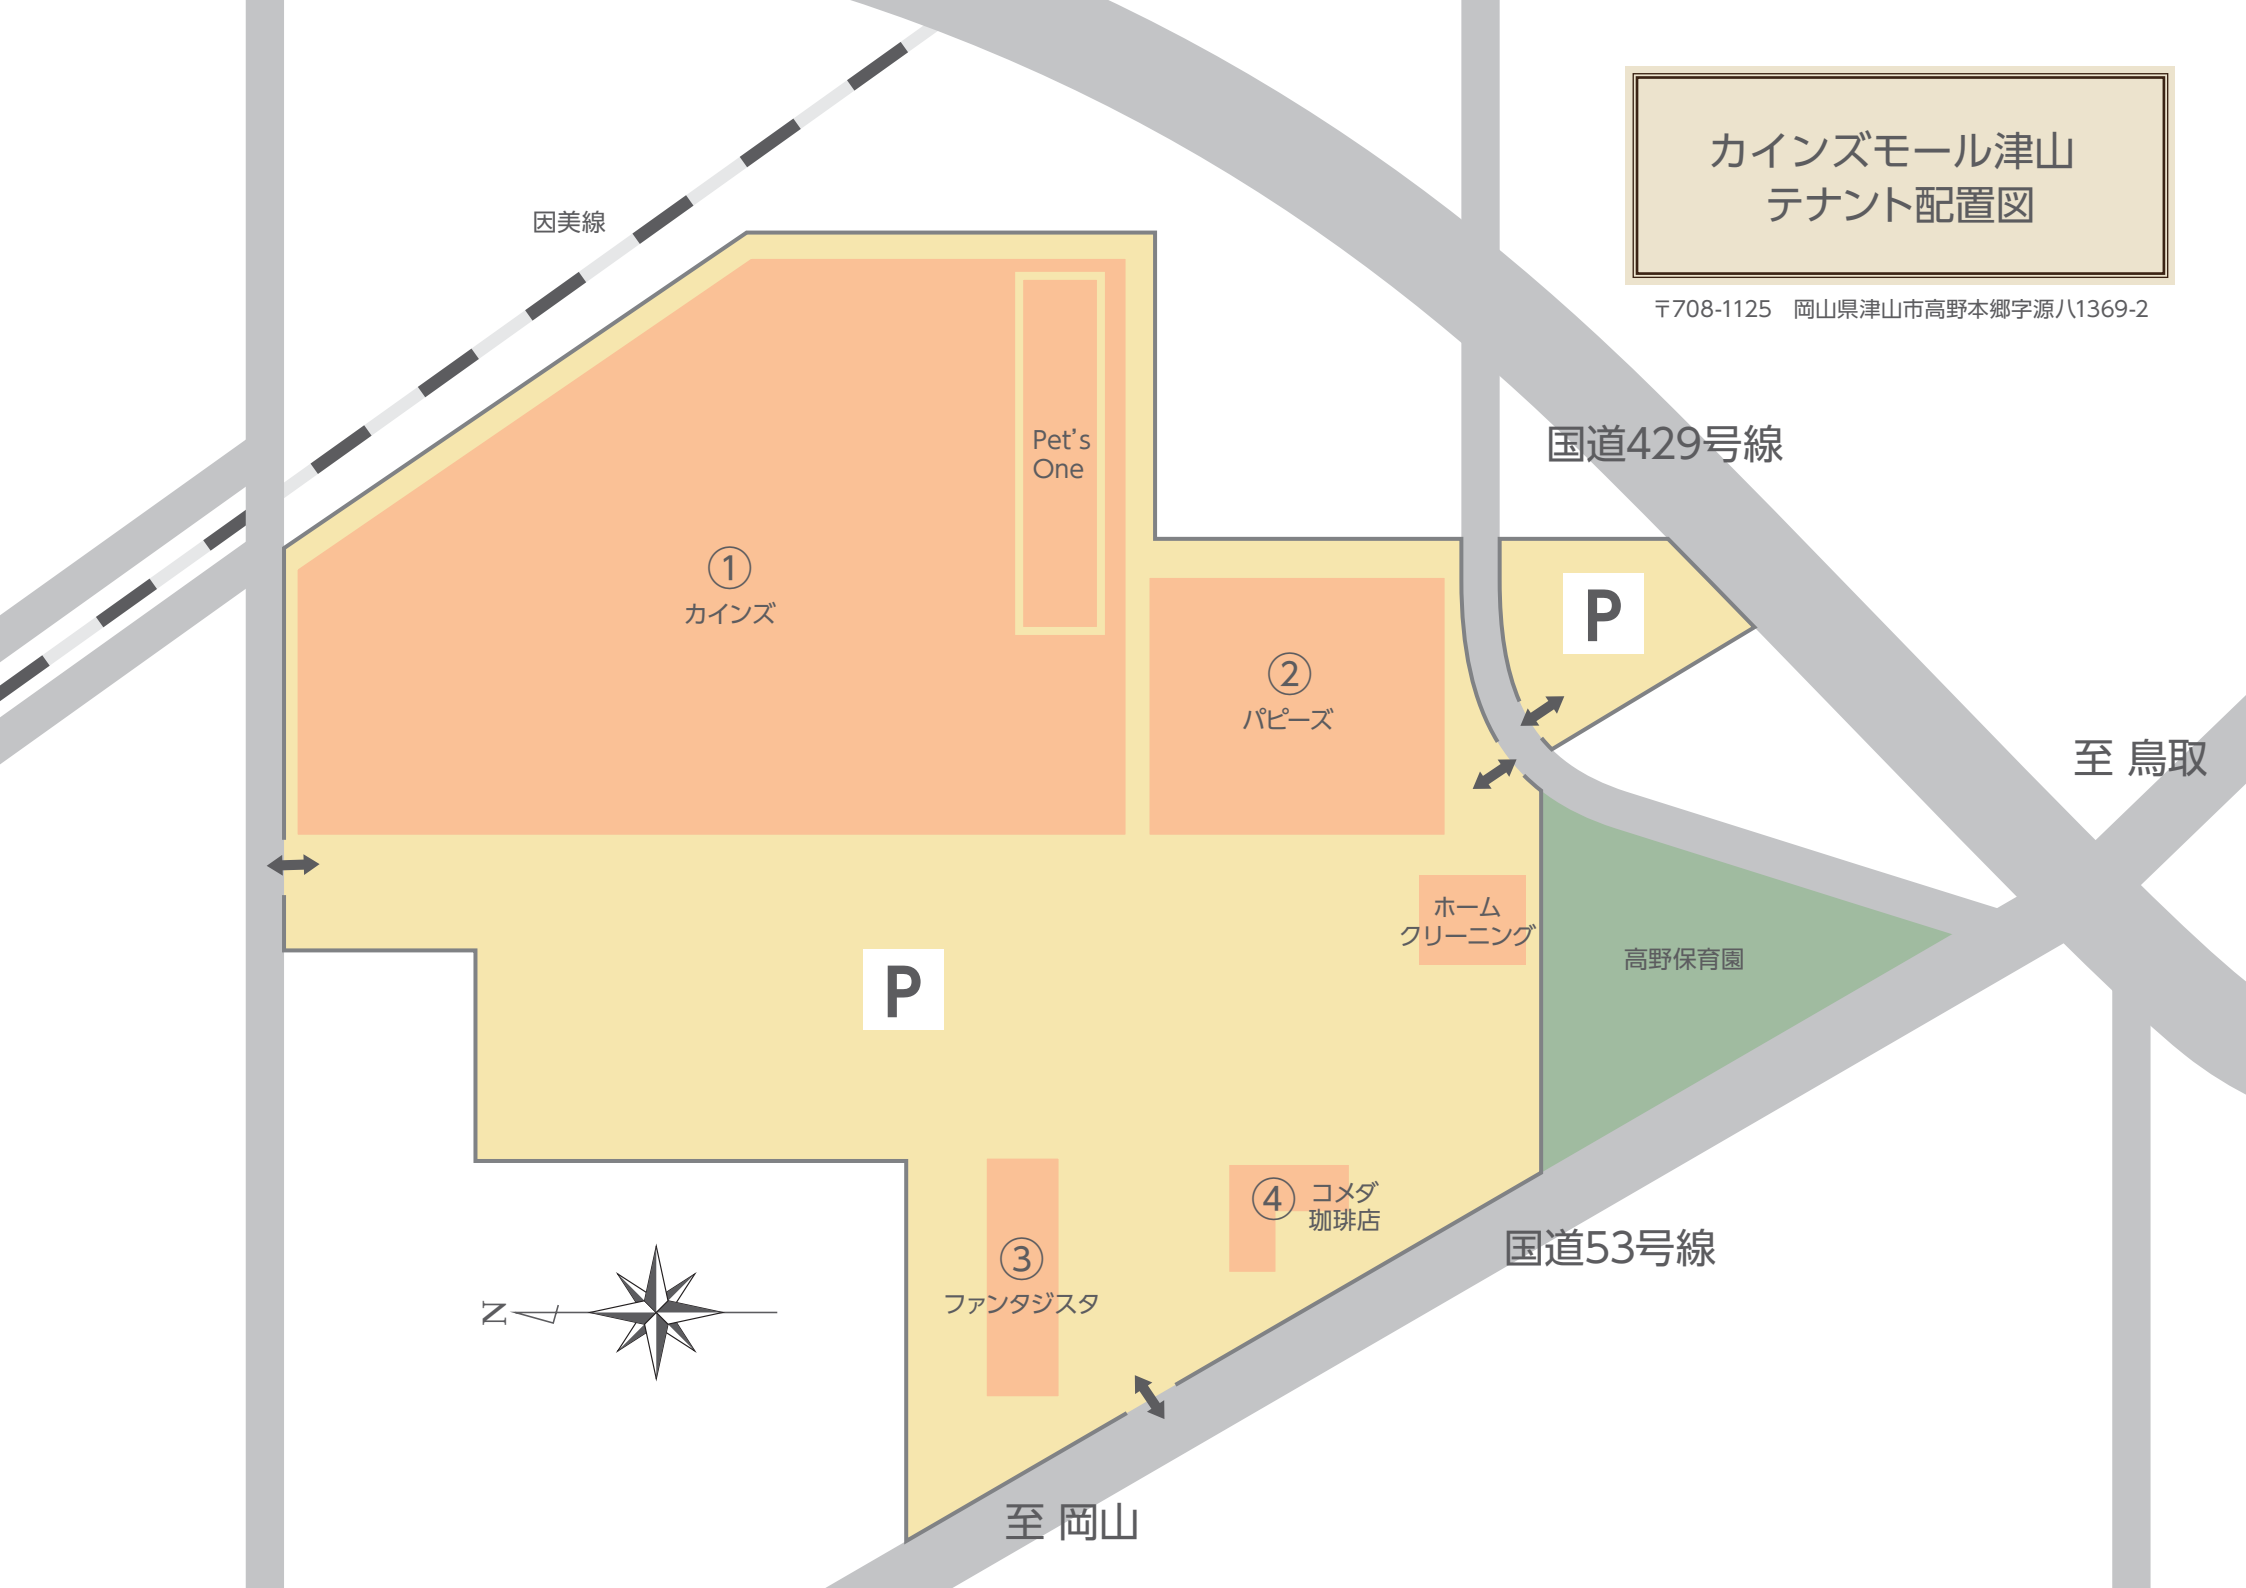 カインズモール津山
テナント配置図
〒708-1125　岡山県津山市高野本郷字源八1369-2
因美線
Pet's
One
国道429号線
①
カインズ
P
②
パピーズ
至 鳥取
ホーム
クリーニング
高野保育園
P
④ コメダ
珈琲店
③
ファンタジスタ
国道53号線
N
至 岡山